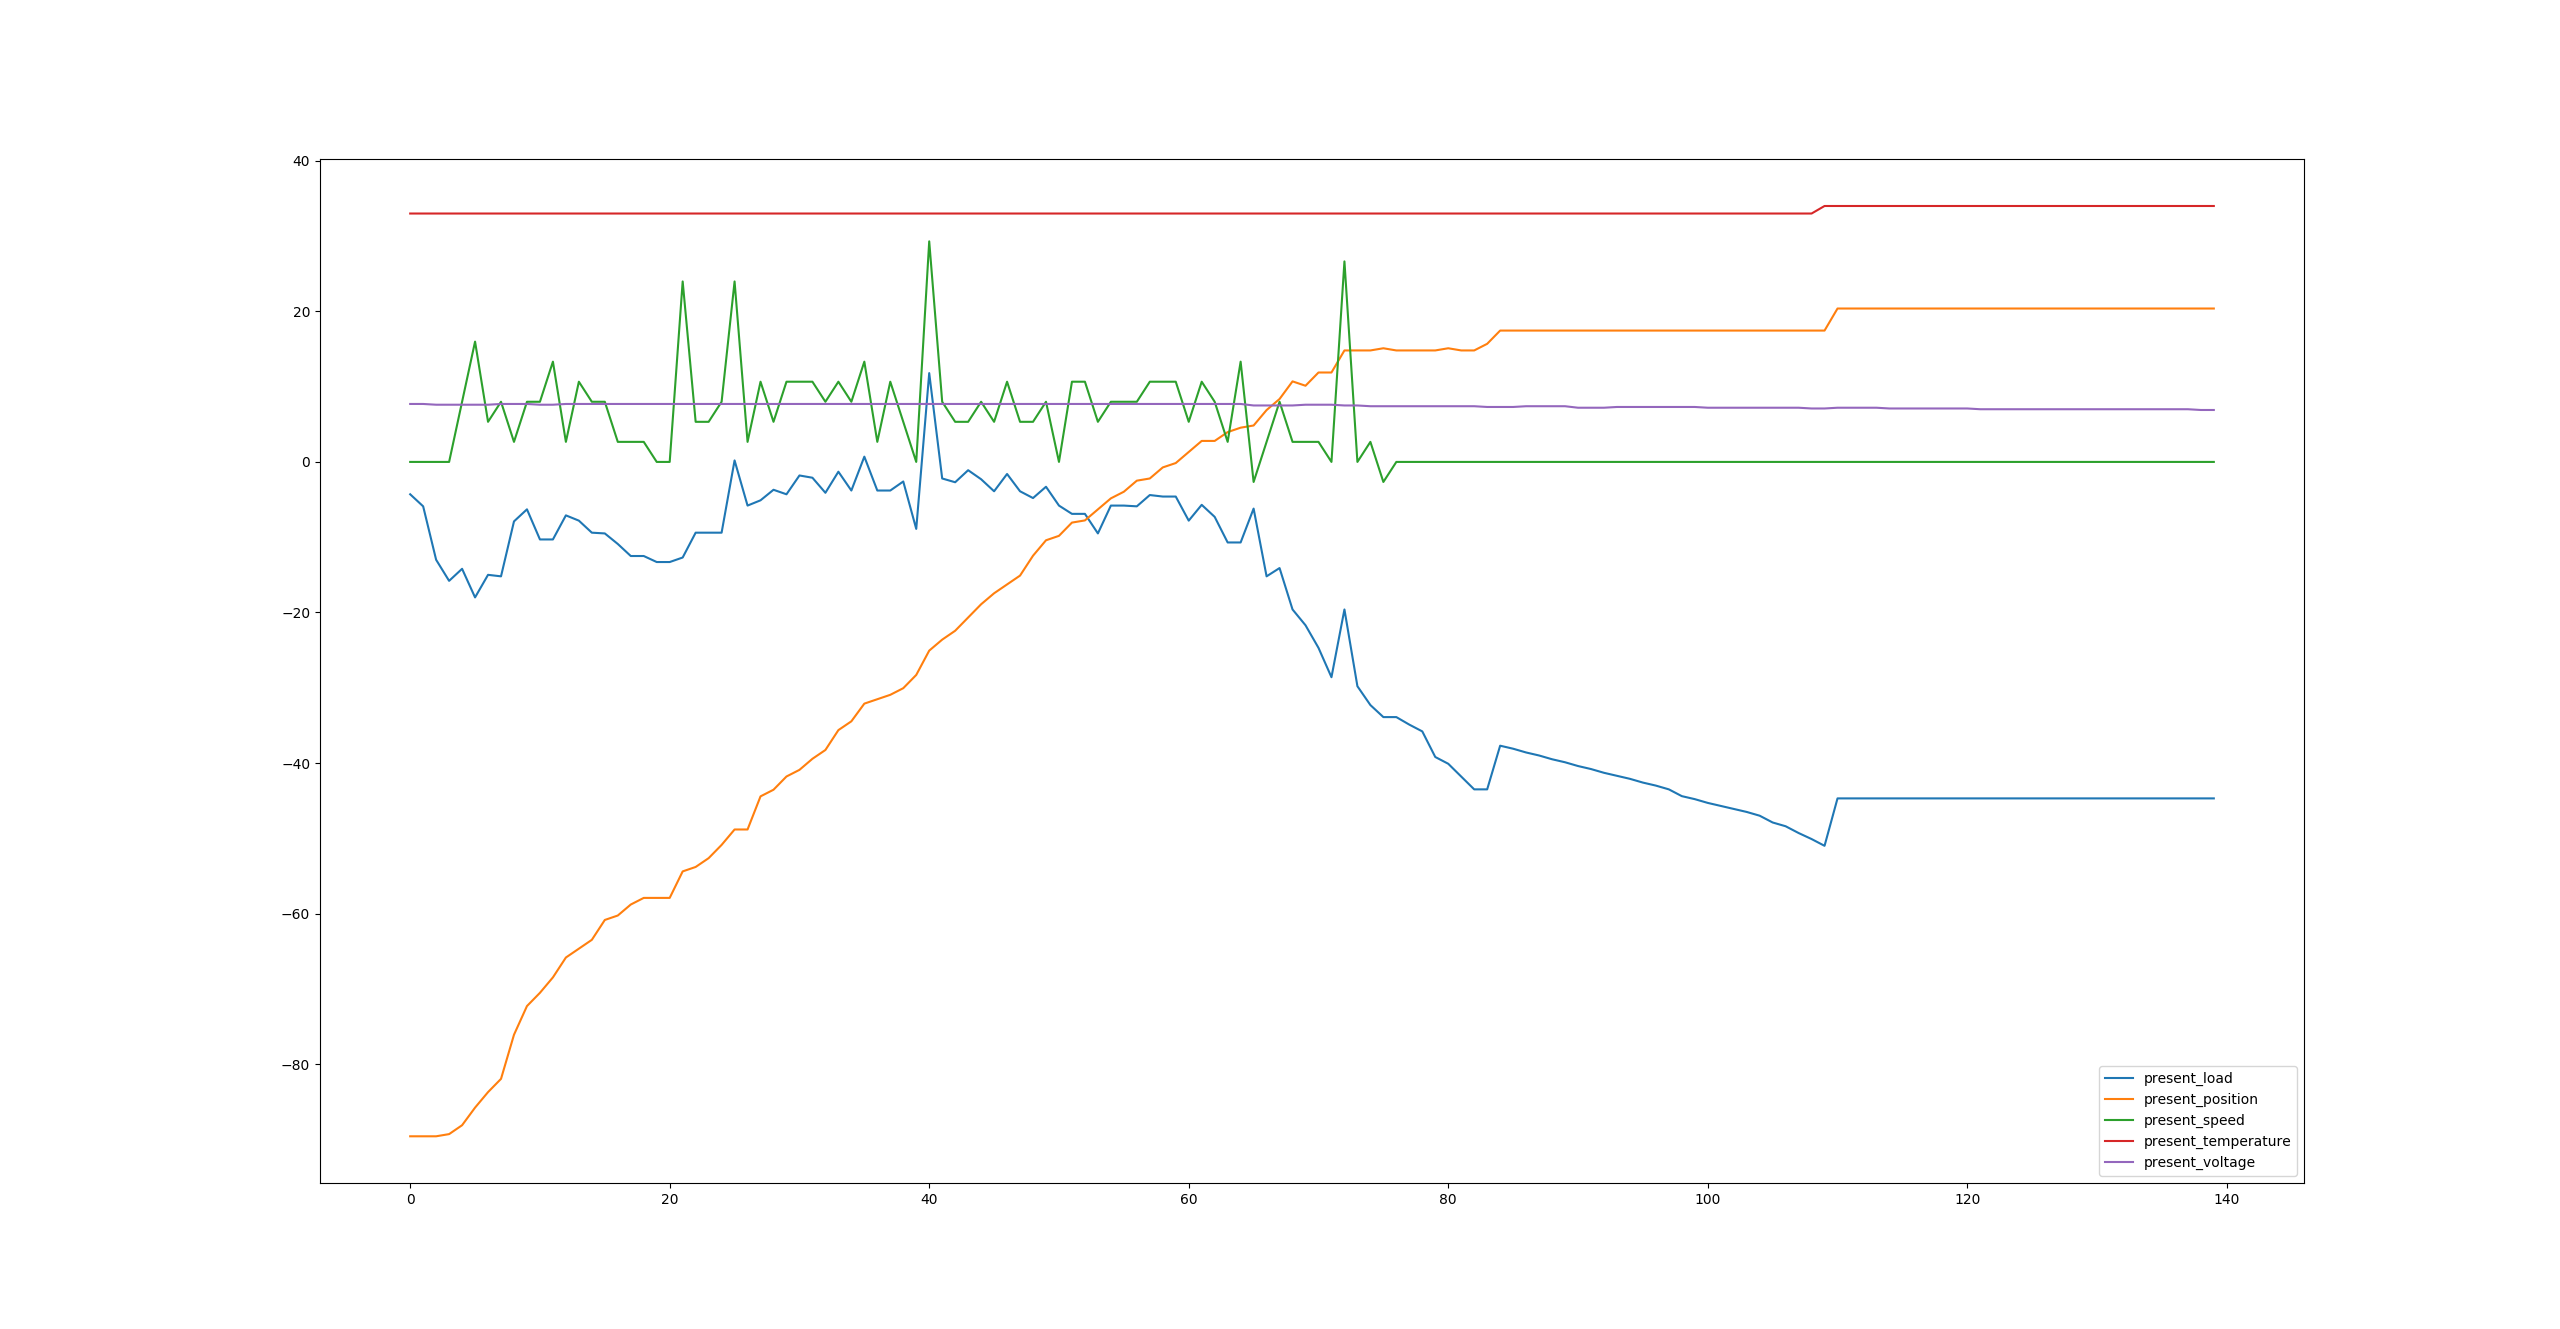 40
20
0
−20
−40
−60
−80
0 20 40 60 80 100 120 140
present_load
present_position
present_speed
present_temperature
present_voltage